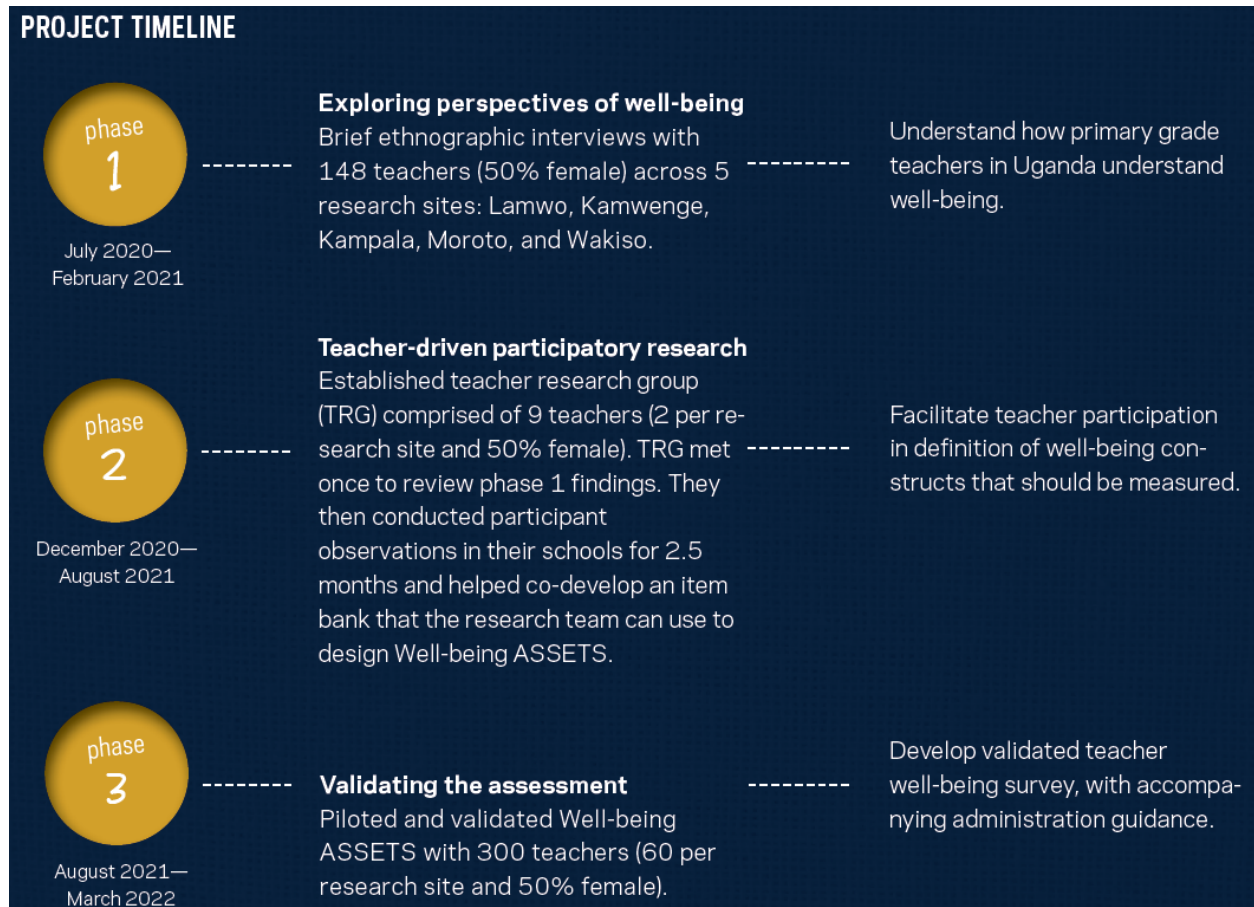 PROJECT TIMELINE
phase
1
July 2020—
February 2021
Exploring perspectives of well-being
Brief ethnographic interviews with
148 teachers (50% female) across 5
research sites: Lamwo, Kamwenge,
Kampala, Moroto, and Wakiso.
Understand how primary grade
teachers in Uganda understand
well-being.
phase
2
December 2020—
August 2021
Teacher-driven participatory research
Established teacher research group
(TRG) comprised of 9 teachers (2 per re-
search site and 50% female). TRG met
once to review phase 1 findings. They
then conducted participant
observations in their schools for 2.5
months and helped co-develop an item
bank that the research team can use to
design Well-being ASSETS.
Facilitate teacher participation
in definition of well-being con-
structs that should be measured.
phase
3
August 2021—
March 2022
Validating the assessment
Piloted and validated Well-being
ASSETS with 300 teachers (60 per
research site and 50% female).
Develop validated teacher
well-being survey, with accompa-
nying administration guidance.